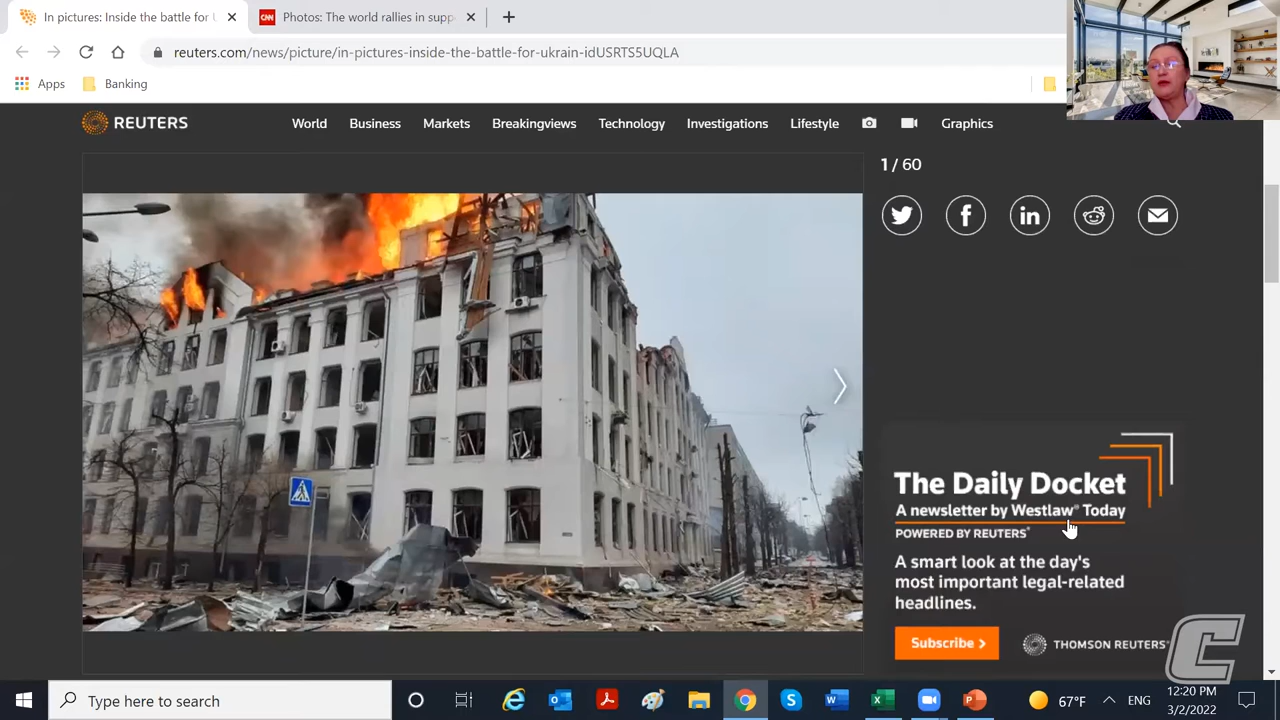 In pictures: Inside the battle for U
CNN
Photos: The world rallies in supp
reuters.com/news/picture/in-pictures-inside-the-battle-for-ukrain-idUSRTS5UQLA
Apps
Banking
REUTERS
World
Business
Markets
Breakingviews
Technology
Investigations
Lifestyle
Graphics
1 / 60
The Daily Docket
A newsletter by Westlaw® Today
POWERED BY REUTERS®
A smart look at the day's
most important legal-related
headlines.
Subscribe >
THOMSON REUTERS®
C
Type here to search
67°F
ENG
12:20 PM
3/2/2022